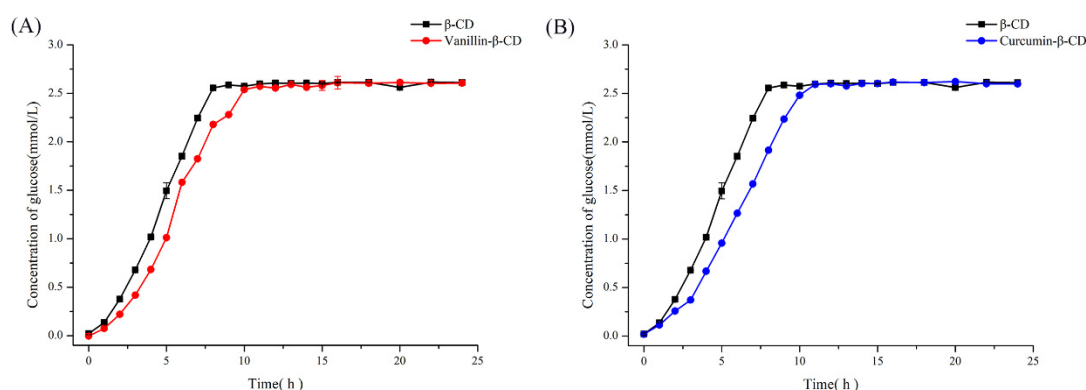 (A)
β-CD
Vanillin-β-CD
Concentration of glucose(mmol/L)
3.0
2.5
2.0
1.5
1.0
0.5
0.0
0 5 10 15 20 25
Time( h )
(B)
β-CD
Curcumin-β-CD
Concentration of glucose(mmol/L)
3.0
2.5
2.0
1.5
1.0
0.5
0.0
0 5 10 15 20 25
Time( h )